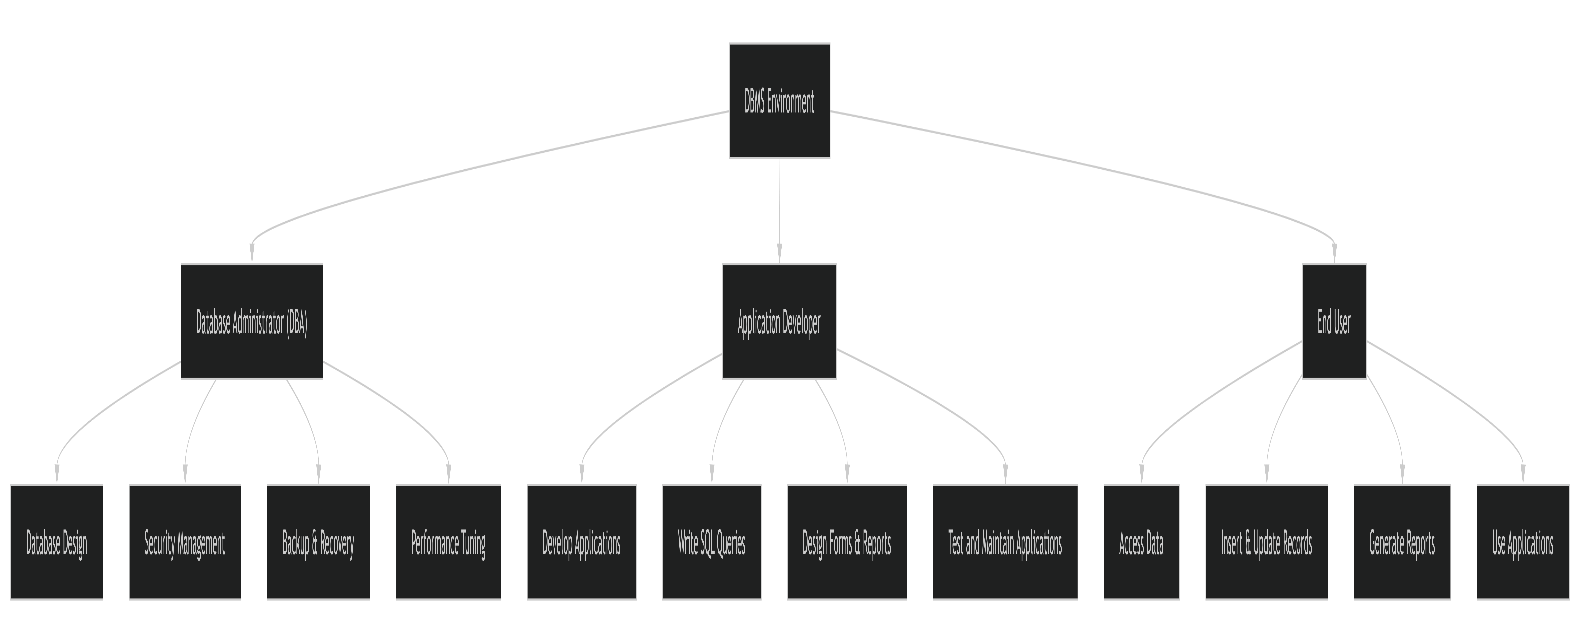 DBMS Environment
Database Administrator (DBA)
Application Developer
End User
Database Design
Security Management
Backup & Recovery
Performance Tuning
Develop Applications
Write SQL Queries
Design Forms & Reports
Test and Maintain Applications
Access Data
Insert & Update Records
Generate Reports
Use Applications